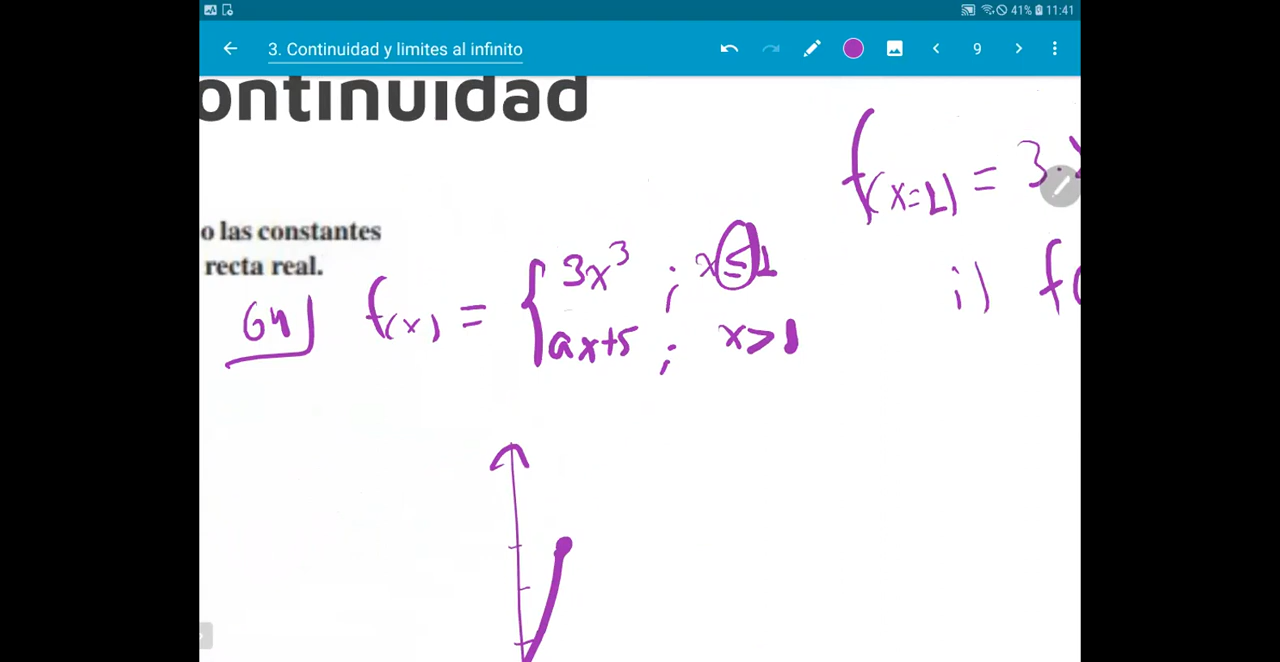 41% 11:41
3. Continuidad y limites al infinito
9
ontinuidad
f(x=1) = 3.
o las constantes
recta real.
64) f(x) = { 3x³ ; x ≤ 1
ax+5 ; x > 1
i) f(